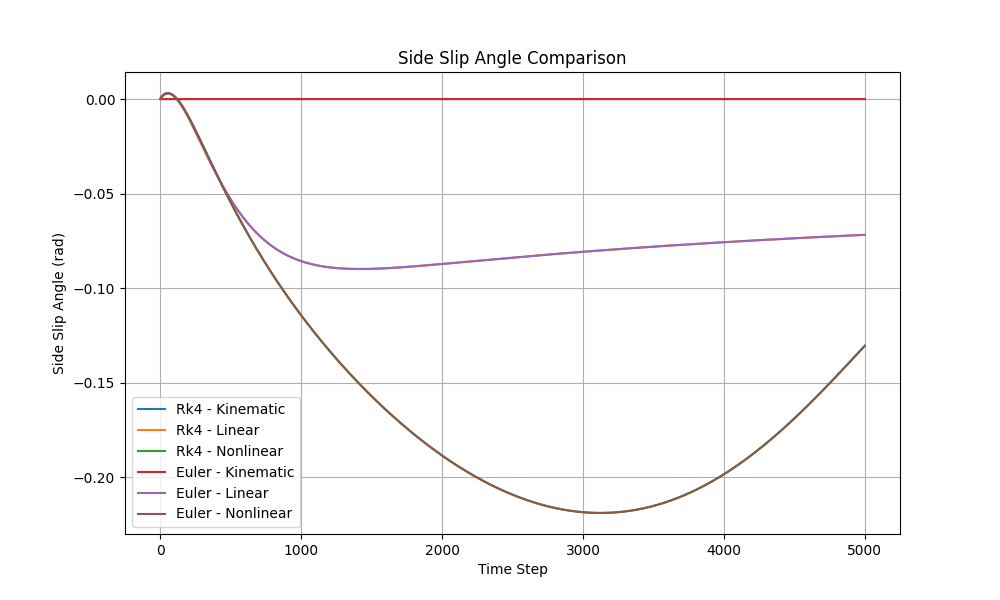 Side Slip Angle Comparison
Side Slip Angle (rad)
0.00
−0.05
−0.10
−0.15
−0.20
Rk4 - Kinematic
Rk4 - Linear
Rk4 - Nonlinear
Euler - Kinematic
Euler - Linear
Euler - Nonlinear
0 1000 2000 3000 4000 5000
Time Step